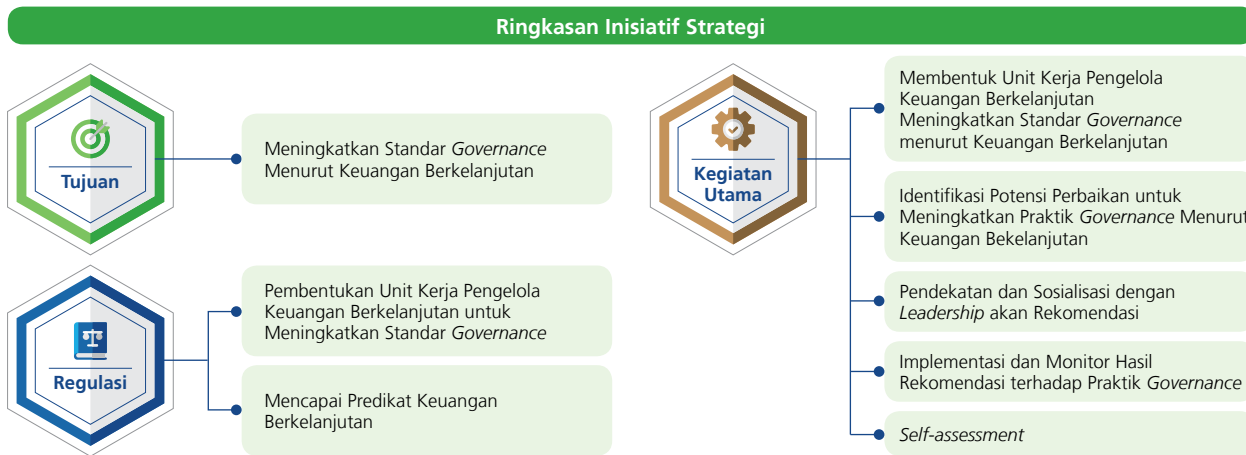 Ringkasan Inisiatif Strategi
Tujuan
Meningkatkan Standar Governance
Menurut Keuangan Berkelanjutan
Regulasi
Pembentukan Unit Kerja Pengelola
Keuangan Berkelanjutan untuk
Meningkatkan Standar Governance
Mencapai Predikat Keuangan
Berkelanjutan
Kegiatan
Utama
Membentuk Unit Kerja Pengelola
Keuangan Berkelanjutan
Meningkatkan Standar Governance
menurut Keuangan Berkelanjutan
Identifikasi Potensi Perbaikan untuk
Meningkatkan Praktik Governance Menurut
Keuangan Bekelanjutan
Pendekatan dan Sosialisasi dengan
Leadership akan Rekomendasi
Implementasi dan Monitor Hasil
Rekomendasi terhadap Praktik Governance
Self-assessment